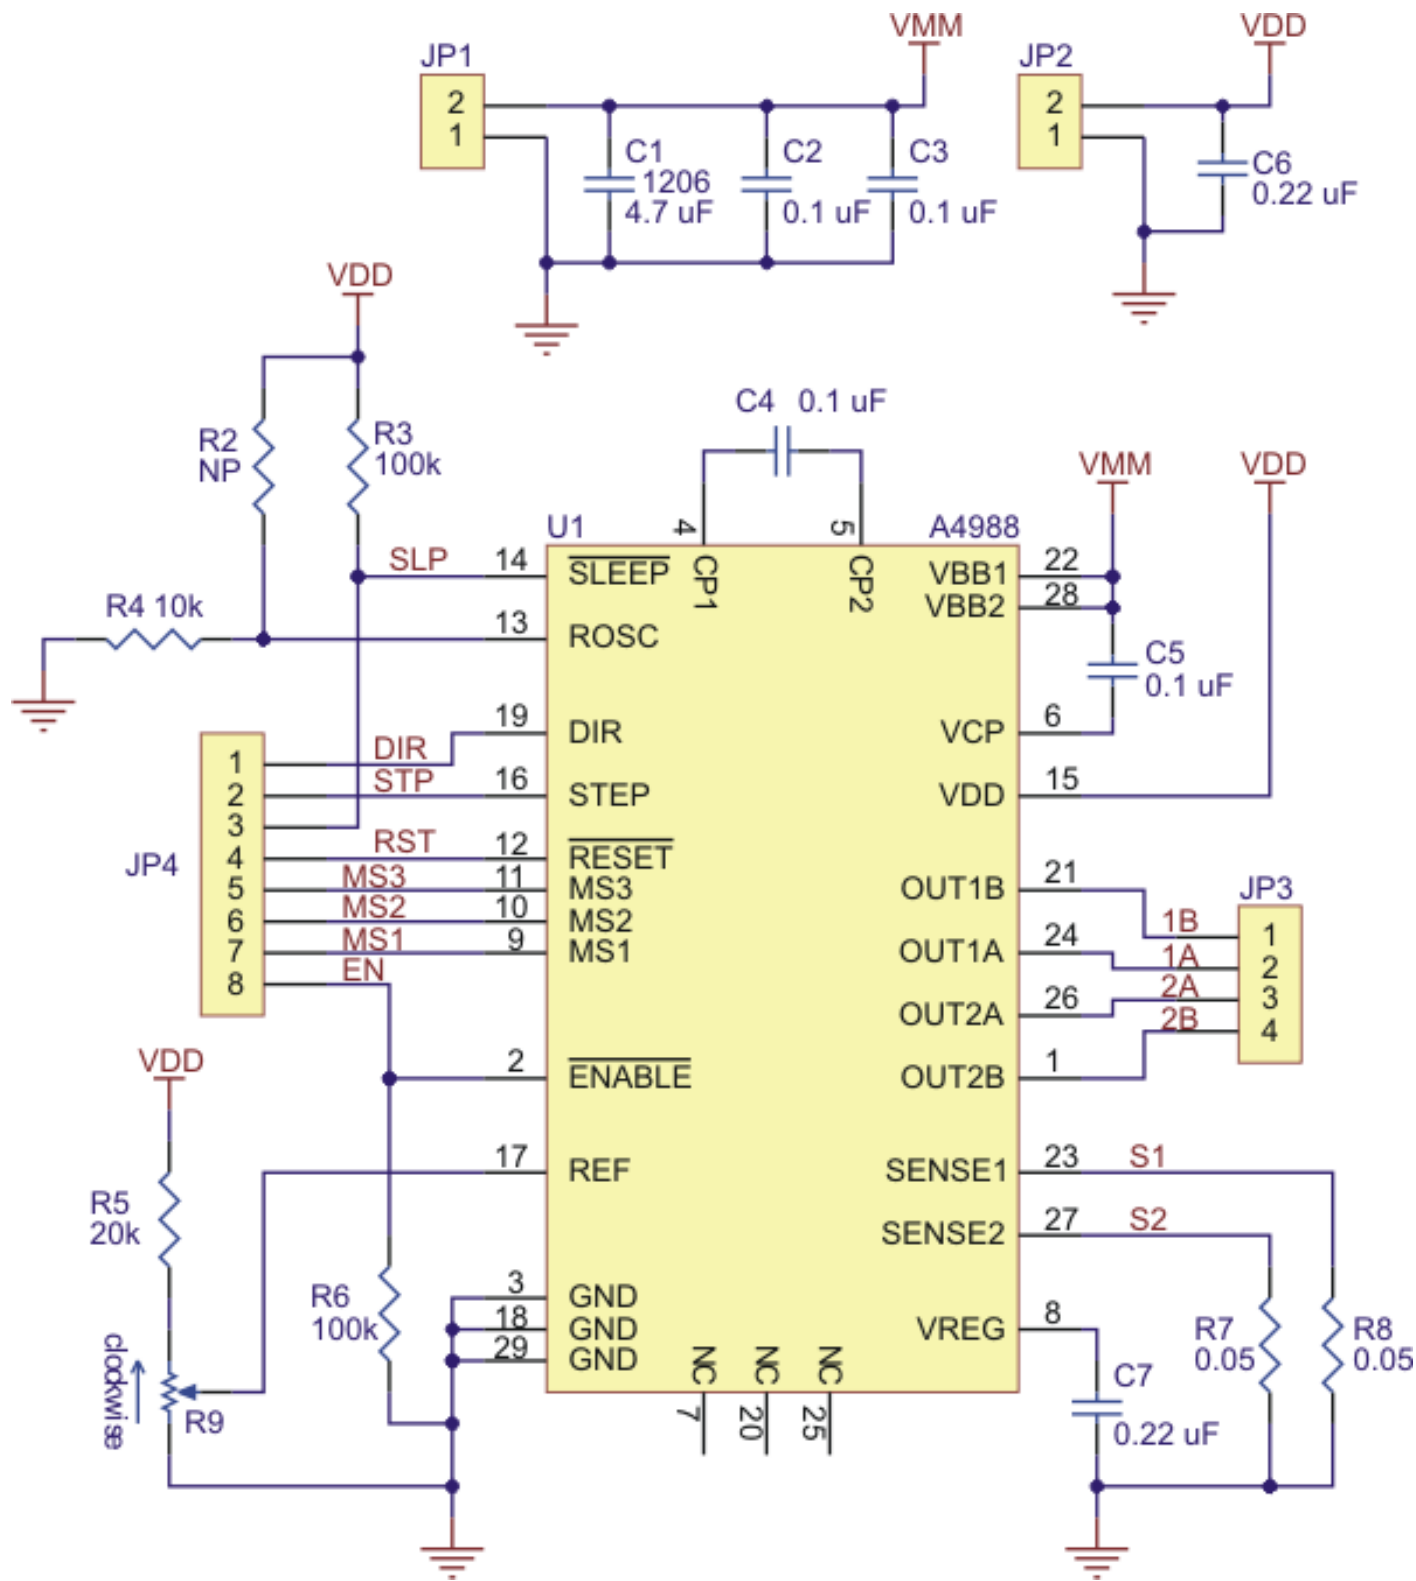 VMM
VDD
JP1
JP2
2
1
2
1
C1
1206
4.7 uF
C2
0.1 uF
C3
0.1 uF
C6
0.22 uF
VDD
R2
NP
R3
100k
C4 0.1 uF
VMM
VDD
U1
A4988
4
CP1
5
CP2
SLP
14
SLEEP
R4 10k
13
ROSC
VBB1
22
VBB2
28
C5
0.1 uF
VCP
6
VDD
15
JP4
1
2
3
4
5
6
7
8
DIR
19
DIR
STP
16
STEP
RST
12
RESET
MS3
11
MS3
MS2
10
MS2
MS1
9
MS1
EN
2
ENABLE
OUT1B
21
OUT1A
24
OUT2A
26
OUT2B
1
JP3
1B
1
1A
2
2A
3
2B
4
VDD
R5
20k
17
REF
clockwise
R9
R6
100k
3
GND
18
GND
29
GND
NC
7
NC
20
NC
25
SENSE1
23
S1
SENSE2
27
S2
VREG
8
C7
0.22 uF
R7
0.05
R8
0.05